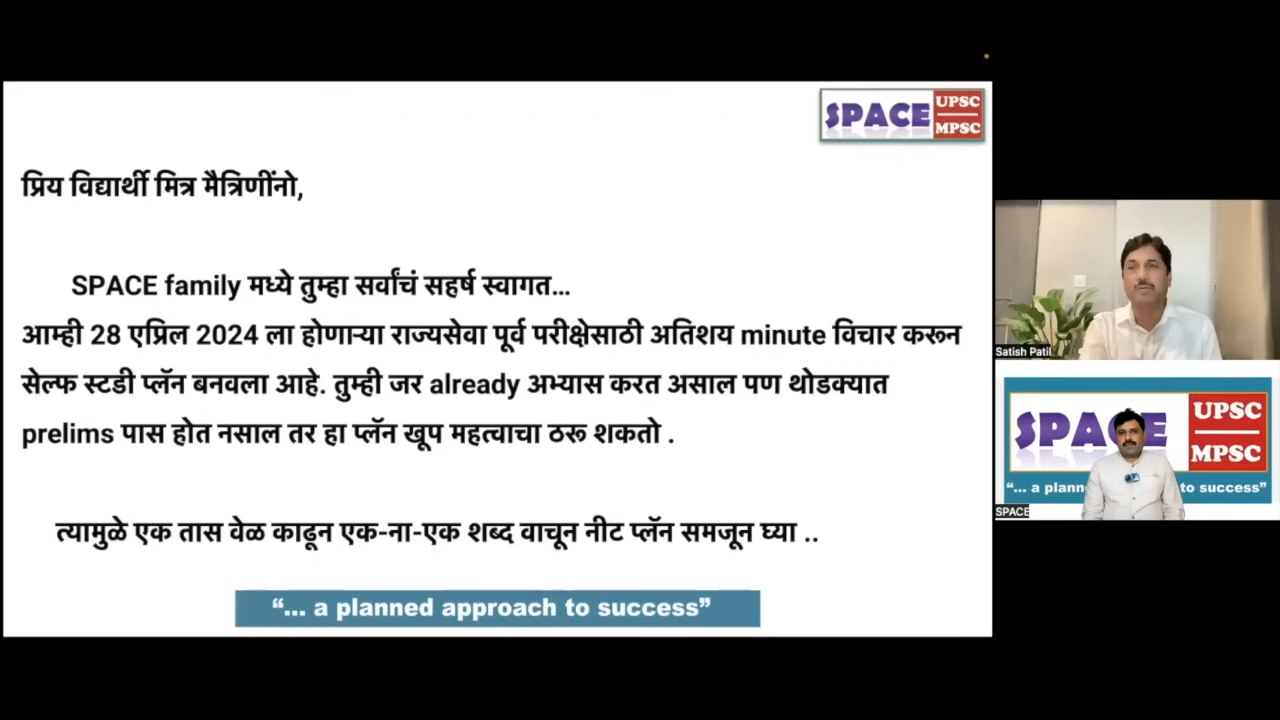 SPACE UPSC
MPSC
प्रिय विद्यार्थी मित्र मैत्रिणींनो,
SPACE family मध्ये तुम्हा सर्वांचं सहर्ष स्वागत...
आम्ही 28 एप्रिल 2024 ला होणाऱ्या राज्यसेवा पूर्व परीक्षेसाठी अतिशय minute विचार करून
सेल्फ स्टडी प्लॅन बनवला आहे. तुम्ही जर already अभ्यास करत असाल पण थोडक्यात
prelims पास होत नसाल तर हा प्लॅन खूप महत्वाचा ठरू शकतो .
त्यामुळे एक तास वेळ काढून एक-ना-एक शब्द वाचून नीट प्लॅन समजून घ्या ..
“... a planned approach to success”
Satish Patil
SPACE UPSC
MPSC
“... a to success”
SPACE